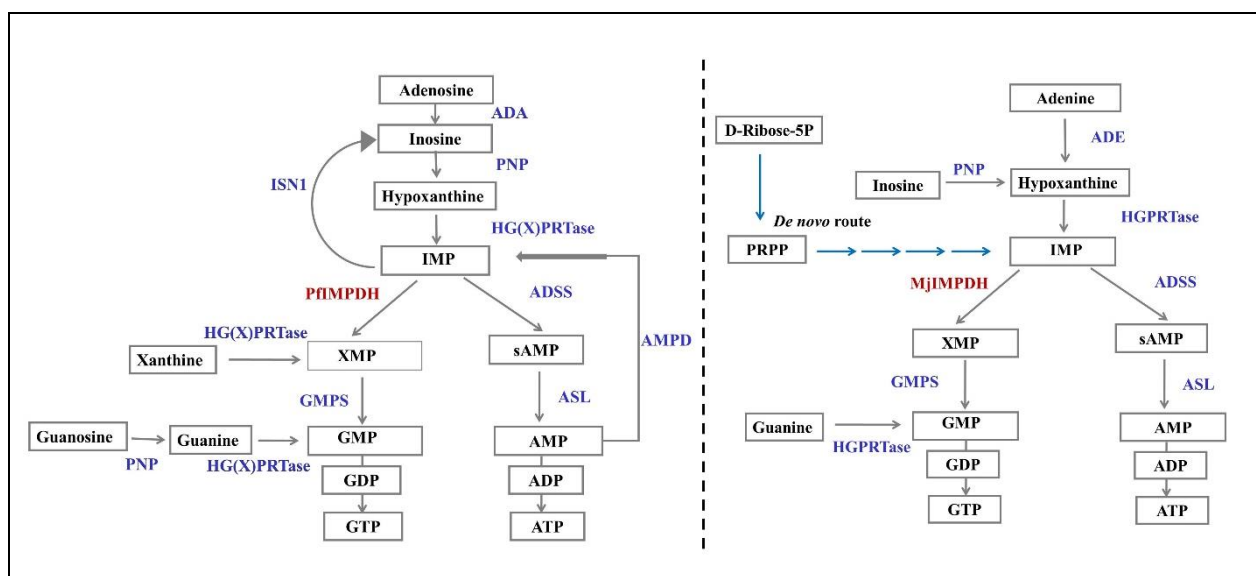 Adenosine
ADA
Inosine
PNP
ISN1
Hypoxanthine
HG(X)PRTase
IMP
PfIMPDH
ADSS
AMPD
HG(X)PRTase
Xanthine
XMP
sAMP
GMPS
ASL
Guanosine
PNP
Guanine
HG(X)PRTase
GMP
AMP
GDP
ADP
GTP
ATP
Adenine
D-Ribose-5P
ADE
PNP
Inosine
Hypoxanthine
HGPRTase
De novo route
PRPP
IMP
MjIMPDH
ADSS
XMP
sAMP
GMPS
ASL
Guanine
HGPRTase
GMP
AMP
GDP
ADP
GTP
ATP